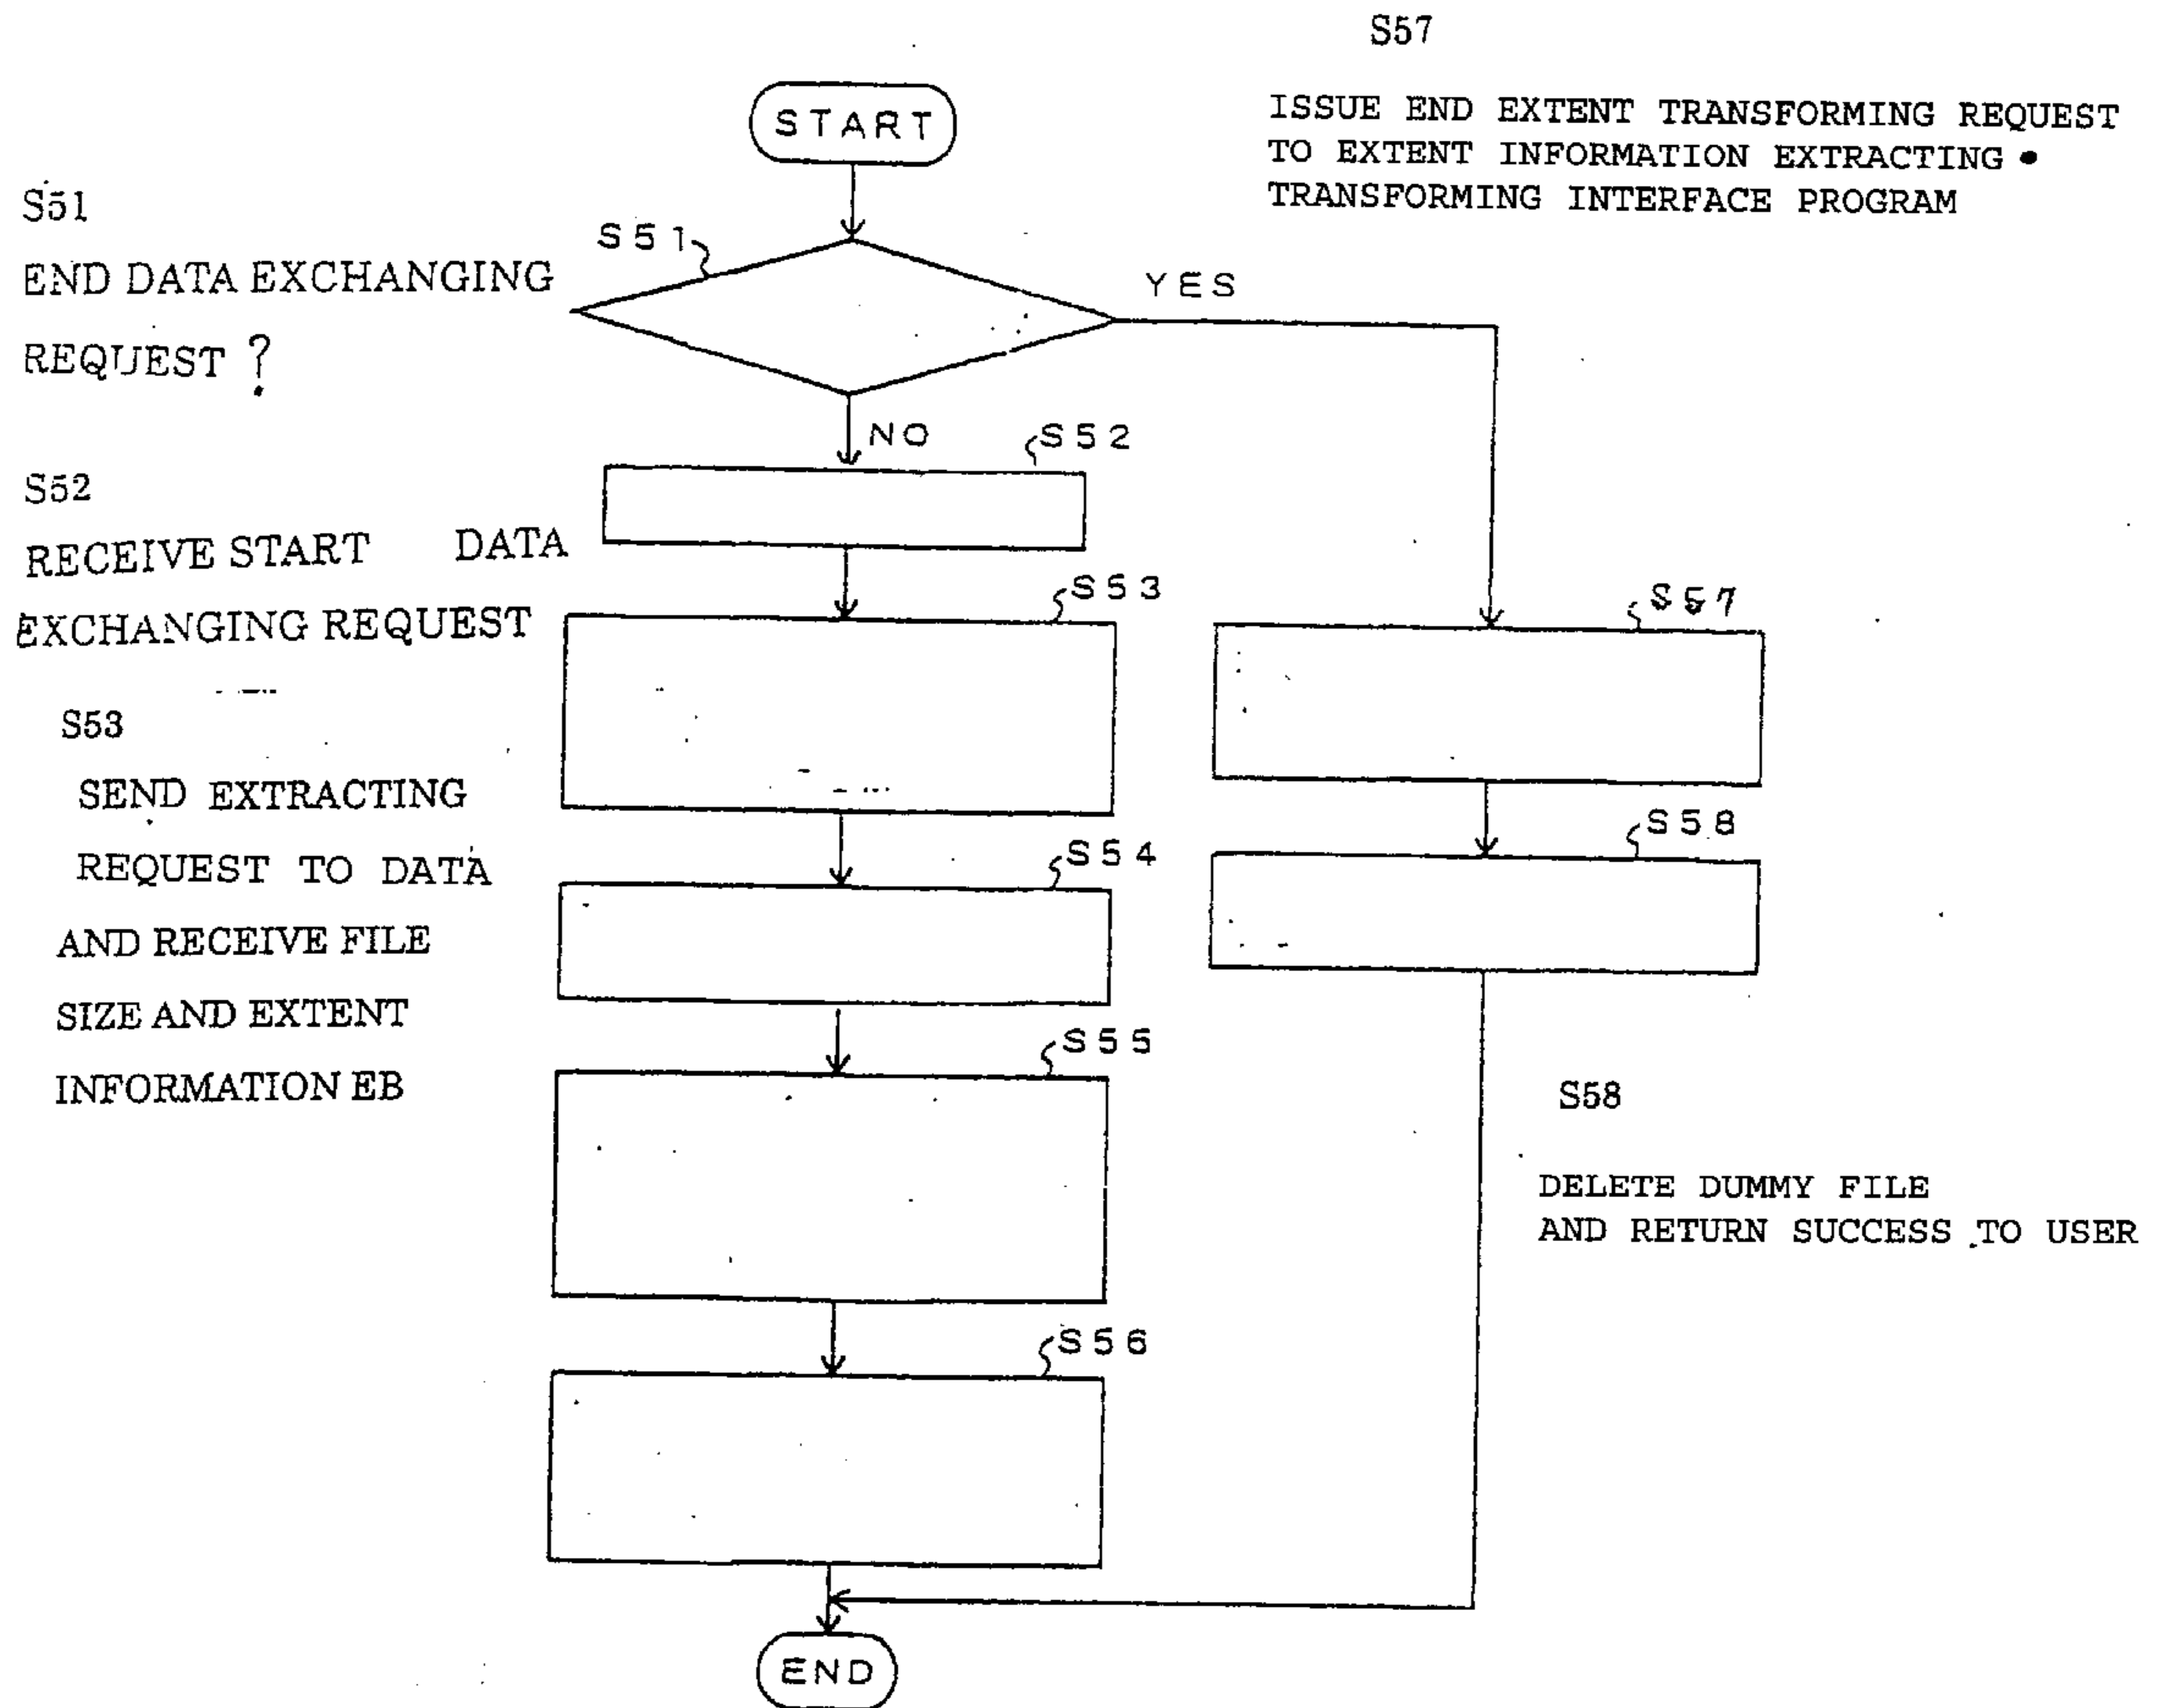 S57
ISSUE END EXTENT TRANSFORMING REQUEST
TO EXTENT INFORMATION EXTRACTING •
TRANSFORMING INTERFACE PROGRAM
START
S51
END DATA EXCHANGING
REQUEST ?
S51
YES
NO
S52
RECEIVE START DATA
EXCHANGING REQUEST
S52
S53
SEND EXTRACTING
REQUEST TO DATA
AND RECEIVE FILE
SIZE AND EXTENT
INFORMATION EB
S53
S54
S55
S56
S57
S58
S58
DELETE DUMMY FILE
AND RETURN SUCCESS TO USER
END